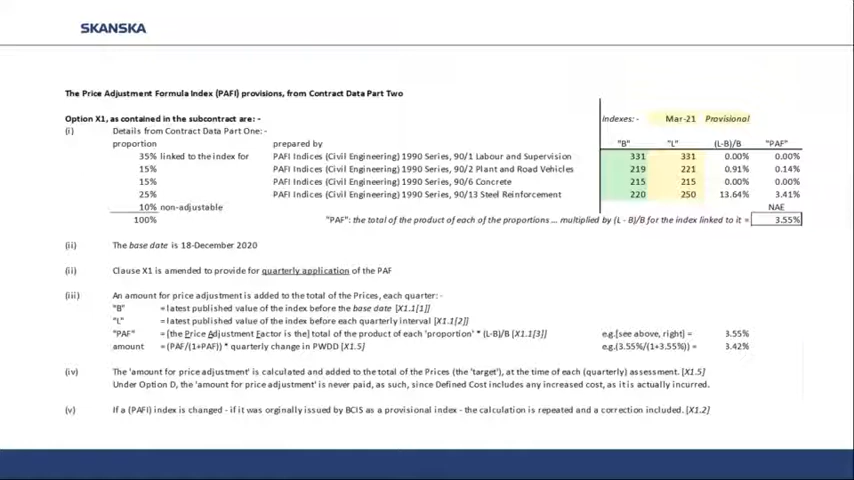 SKANSKA
The Price Adjustment Formula Index (PAFI) provisions, from Contract Data Part Two
Option X1, as contained in the subcontract are: - Indexes: - Mar-21 Provisional
(i) Details from Contract Data Part One: -
proportion prepared by "B" "L" (L-B)/B "PAF"
35% linked to the index for PAFI Indices (Civil Engineering) 1990 Series, 90/1 Labour and Supervision 331 331 0.00% 0.00%
15% PAFI Indices (Civil Engineering) 1990 Series, 90/2 Plant and Road Vehicles 219 221 0.91% 0.14%
15% PAFI Indices (Civil Engineering) 1990 Series, 90/6 Concrete 215 215 0.00% 0.00%
25% PAFI Indices (Civil Engineering) 1990 Series, 90/13 Steel Reinforcement 220 250 13.64% 3.41%
10% non-adjustable NAE
100% "PAF": the total of the product of each of the proportions ... multiplied by (L - B)/B for the index linked to it = 3.55%
(ii) The base date is 18-December 2020
(ii) Clause X1 is amended to provide for quarterly application of the PAF
(iii) An amount for price adjustment is added to the total of the Prices, each quarter: -
"B" = latest published value of the index before the base date [X1.1[1]]
"L" = latest published value of the index before each quarterly interval [X1.1[2]]
"PAF" = [the Price Adjustment Factor is the] total of the product of each 'proportion' * (L-B)/B [X1.1[3]] e.g.[see above, right] = 3.55%
amount = (PAF/(1+PAF)) * quarterly change in PWDD [X1.5] e.g.(3.55%/(1+3.55%)) = 3.42%
(iv) The 'amount for price adjustment' is calculated and added to the total of the Prices (the 'target'), at the time of each (quarterly) assessment. [X1.5]
Under Option D, the 'amount for price adjustment' is never paid, as such, since Defined Cost includes any increased cost, as it is actually incurred.
(v) If a (PAFI) index is changed - if it was orginally issued by BCIS as a provisional index - the calculation is repeated and a correction included. [X1.2]